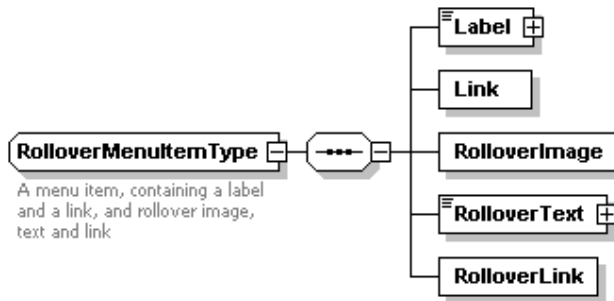 Label
Link
RolloverMenuItemType
RolloverImage
A menu item, containing a label
and a link, and rollover image,
text and link
RolloverText
RolloverLink